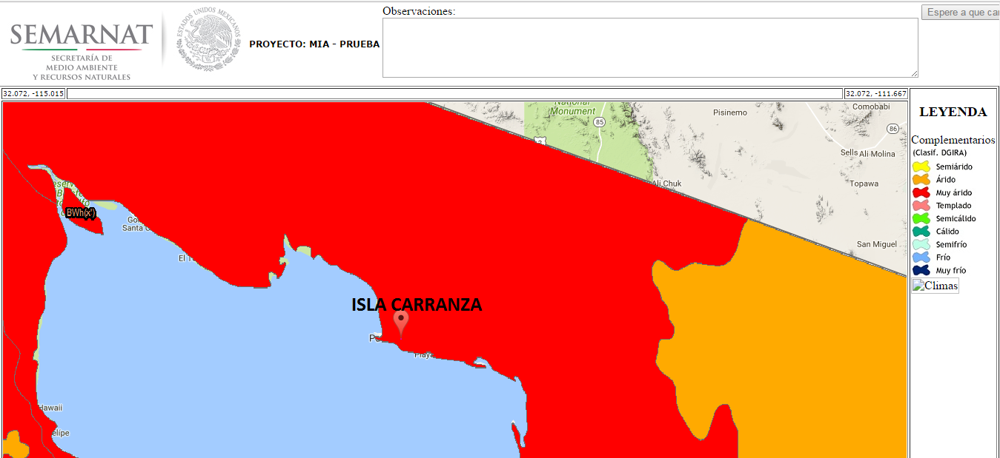 SEMARNAT
SECRETARÍA DE
MEDIO AMBIENTE
Y RECURSOS NATURALES
ESTADOS UNIDOS MEXICANOS
PROYECTO: MIA - PRUEBA
Observaciones:
Espere a que ca
32.072, -115.015
32.072, -111.667
National
Monument
85
2
Pisinemo
Comobabi
86
Sells
Ali Molina
Ali Chuk
Topawa
San Miguel
BWh(x')
Santa
El
ISLA CARRANZA
Playa
Hawaii
elipe
LEYENDA
Complementarios
(Clasif. DGIRA)
Semiárido
Árido
Muy árido
Templado
Semicálido
Cálido
Semifrío
Frío
Muy frío
Climas